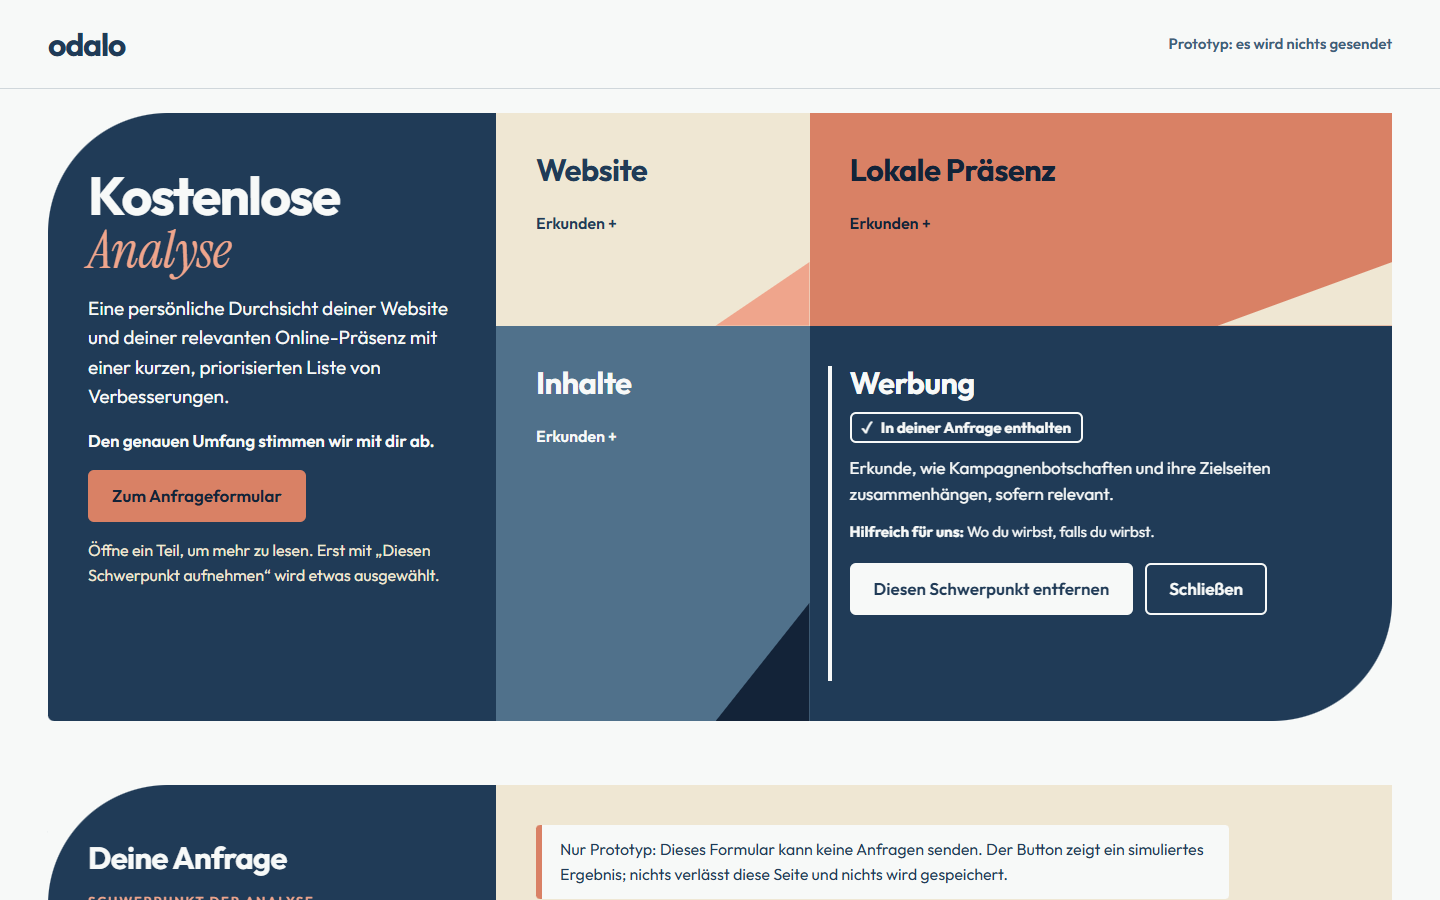 odalo
Prototyp: es wird nichts gesendet
Kostenlose
Analyse
Eine persönliche Durchsicht deiner Website
und deiner relevanten Online-Präsenz mit
einer kurzen, priorisierten Liste von
Verbesserungen.
Den genauen Umfang stimmen wir mit dir ab.
Zum Anfrageformular
Öffne ein Teil, um mehr zu lesen. Erst mit „Diesen
Schwerpunkt aufnehmen“ wird etwas ausgewählt.
Website
Erkunden +
Lokale Präsenz
Erkunden +
Inhalte
Erkunden +
Werbung
✓ In deiner Anfrage enthalten
Erkunde, wie Kampagnenbotschaften und ihre Zielseiten
zusammenhängen, sofern relevant.
Hilfreich für uns: Wo du wirbst, falls du wirbst.
Diesen Schwerpunkt entfernen
Schließen
Deine Anfrage
SCHWERPUNKT DER ANALYSE
Nur Prototyp: Dieses Formular kann keine Anfragen senden. Der Button zeigt ein simuliertes
Ergebnis; nichts verlässt diese Seite und nichts wird gespeichert.